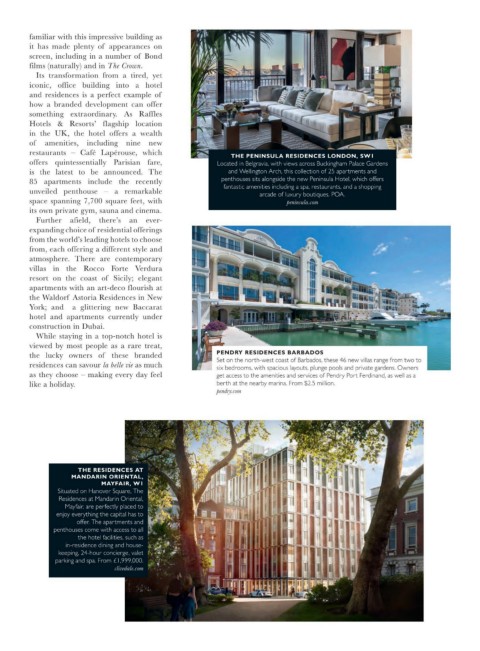 familiar with this impressive building as
it has made plenty of appearances on
screen, including in a number of Bond
films (naturally) and in The Crown.
Its transformation from a tired, yet
iconic, office building into a hotel
and residences is a perfect example of
how a branded development can offer
something extraordinary. As Raffles
Hotels & Resorts' flagship location
in the UK, the hotel offers a wealth
of amenities, including nine new
restaurants – Café Lapérouse, which
offers quintessentially Parisian fare,
is the latest to be announced. The
85 apartments include the recently
unveiled penthouse – a remarkable
space spanning 7,700 square feet, with
its own private gym, sauna and cinema.
Further afield, there's an ever-
expanding choice of residential offerings
from the world's leading hotels to choose
from, each offering a different style and
atmosphere. There are contemporary
villas in the Rocco Forte Verdura
resort on the coast of Sicily; elegant
apartments with an art-deco flourish at
the Waldorf Astoria Residences in New
York; and a glittering new Baccarat
hotel and apartments currently under
construction in Dubai.
While staying in a top-notch hotel is
viewed by most people as a rare treat,
the lucky owners of these branded
residences can savour la belle vie as much
as they choose – making every day feel
like a holiday.
THE PENINSULA RESIDENCES LONDON, SW1
Located in Belgravia, with views across Buckingham Palace Gardens
and Wellington Arch, this collection of 25 apartments and
penthouses sits alongside the new Peninsula Hotel, which offers
fantastic amenities including a spa, restaurants, and a shopping
arcade of luxury boutiques. POA.
peninsula.com
PENDRY RESIDENCES BARBADOS
Set on the north-west coast of Barbados, these 46 new villas range from two to
six bedrooms, with spacious layouts, plunge pools and private gardens. Owners
get access to the amenities and services of Pendry Port Ferdinand, as well as a
berth at the nearby marina. From $2.5 million.
pendry.com
THE RESIDENCES AT
MANDARIN ORIENTAL,
MAYFAIR, W1
Situated on Hanover Square, The
Residences at Mandarin Oriental,
Mayfair, are perfectly placed to
enjoy everything the capital has to
offer. The apartments and
penthouses come with access to all
the hotel facilities, such as
in-residence dining and house-
keeping, 24-hour concierge, valet
parking and spa. From £1,999,000.
clivedale.com